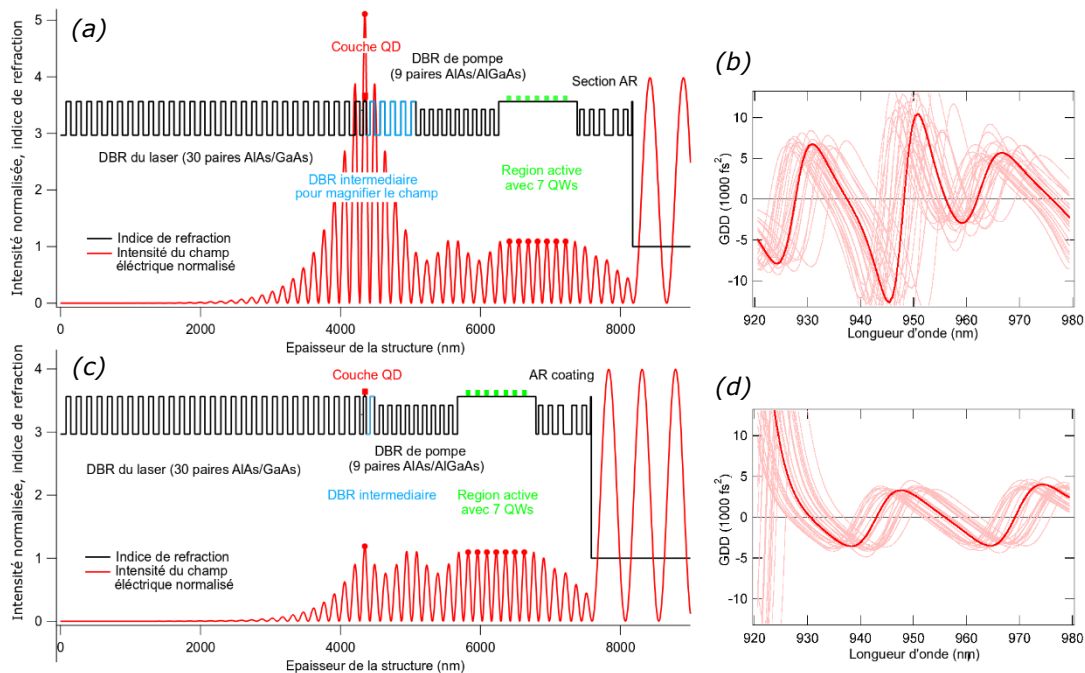 (a)
Intensité normalisée, indice de refraction
5
4
3
2
1
0
Couche QD
DBR de pompe
(9 paires AlAs/AlGaAs)
Section AR
DBR du laser (30 paires AlAs/GaAs)
DBR intermediaire
pour magnifier le champ
Region active
avec 7 QWs
Indice de refraction
Intensité du champ
éléctrique normalisé
0
2000
4000
6000
8000
Epaisseur de la structure (nm)
(b)
GDD (1000 fs²)
10
5
0
-5
-10
920
930
940
950
960
970
980
Longueur d'onde (nm)
(c)
Intensité normalisée, indice de refraction
4
3
2
1
0
Couche QD
AR coating
DBR de pompe
(9 paires AlAs/AlGaAs)
DBR du laser (30 paires AlAs/GaAs)
DBR intermediaire
Region active
avec 7 QWs
Indice de refraction
Intensité du champ
éléctrique normalisé
0
2000
4000
6000
8000
Epaisseur de la structure (nm)
(d)
GDD (1000 fs²)
10
5
0
-5
-10
920
930
940
950
960
970
980
Longueur d'onde (nm)